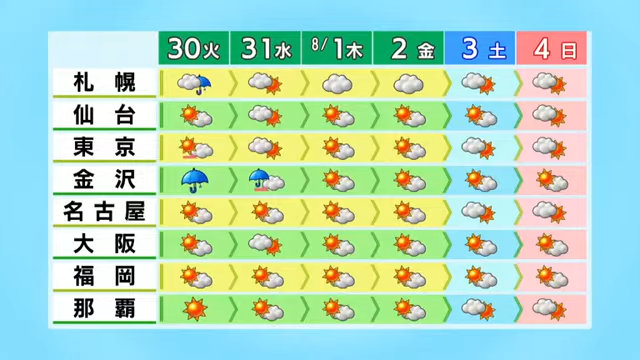 30火 31水 8/1木 2金 3土 4日
札幌
仙台
東京
金沢
名古屋
大阪
福岡
那覇